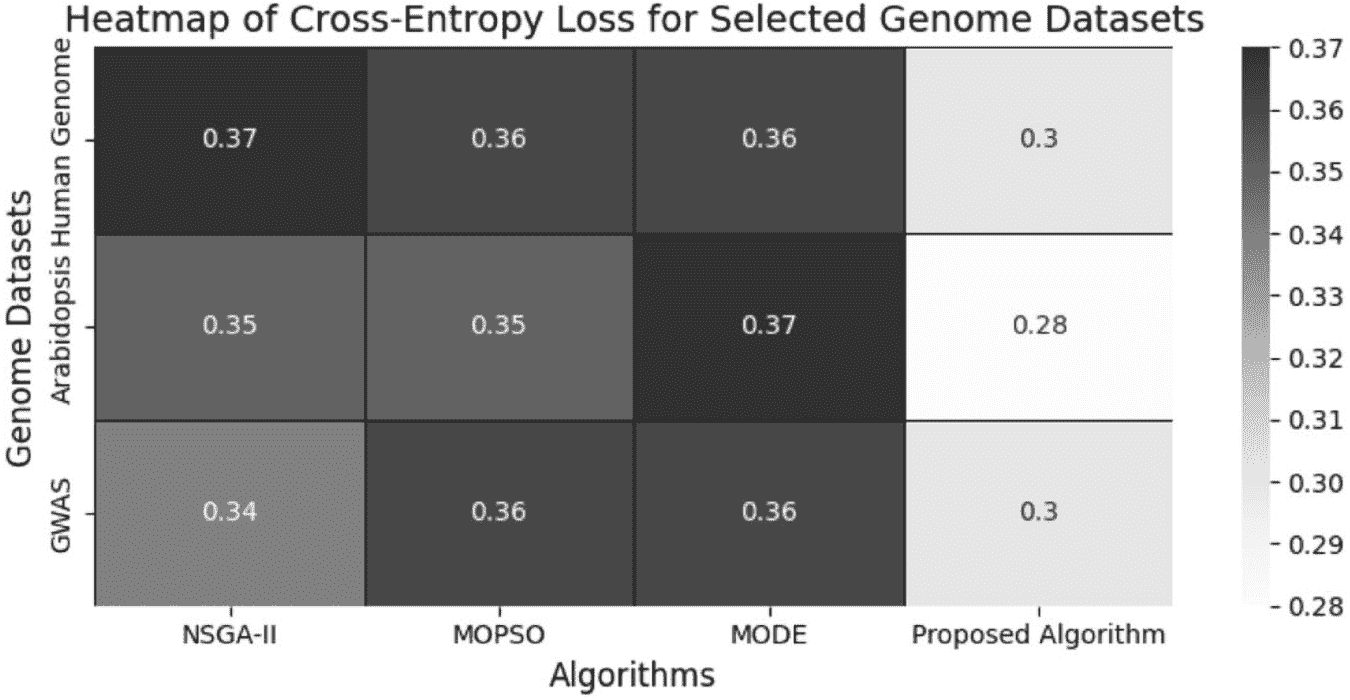 Heatmap of Cross-Entropy Loss for Selected Genome Datasets
Genome Datasets
Human Genome
0.37 0.36 0.36 0.3
Arabidopsis
0.35 0.35 0.37 0.28
GWAS
0.34 0.36 0.36 0.3
NSGA-II MOPSO MODE Proposed Algorithm
Algorithms
0.37
0.36
0.35
0.34
0.33
0.32
0.31
0.30
0.29
0.28